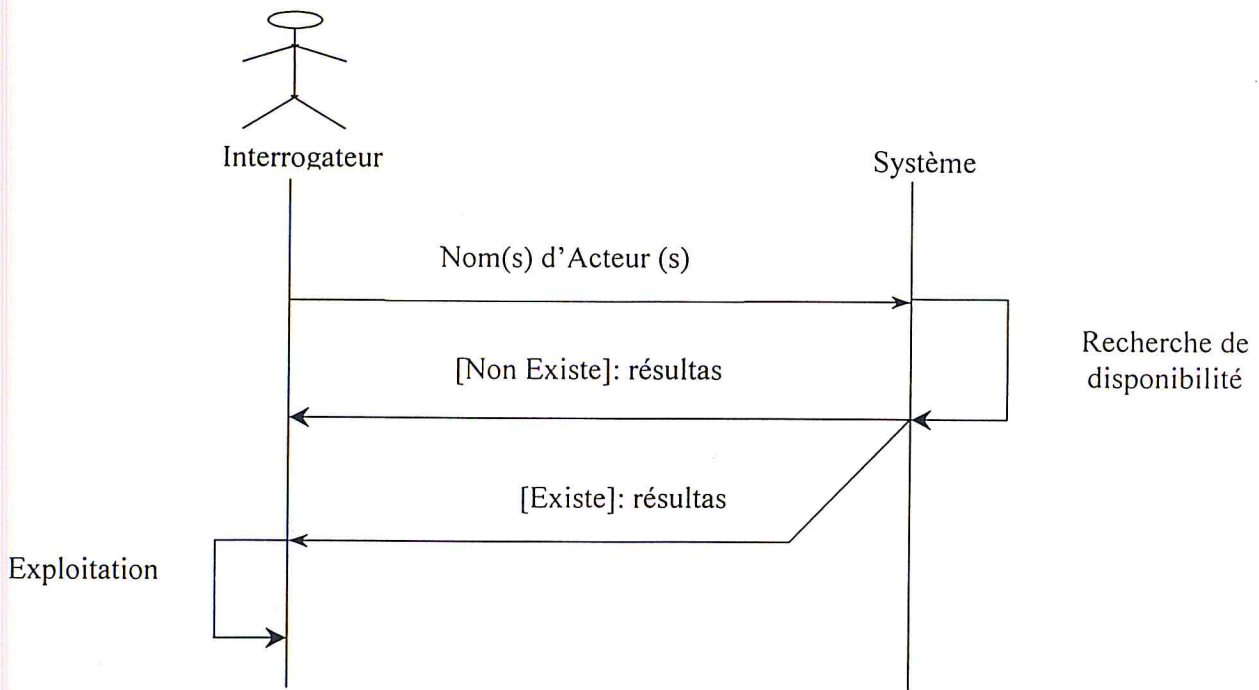 Interrogateur
Système
Nom(s) d'Acteur (s)
Recherche de
disponibilité
[Non Existe]: résultas
[Existe]: résultas
Exploitation